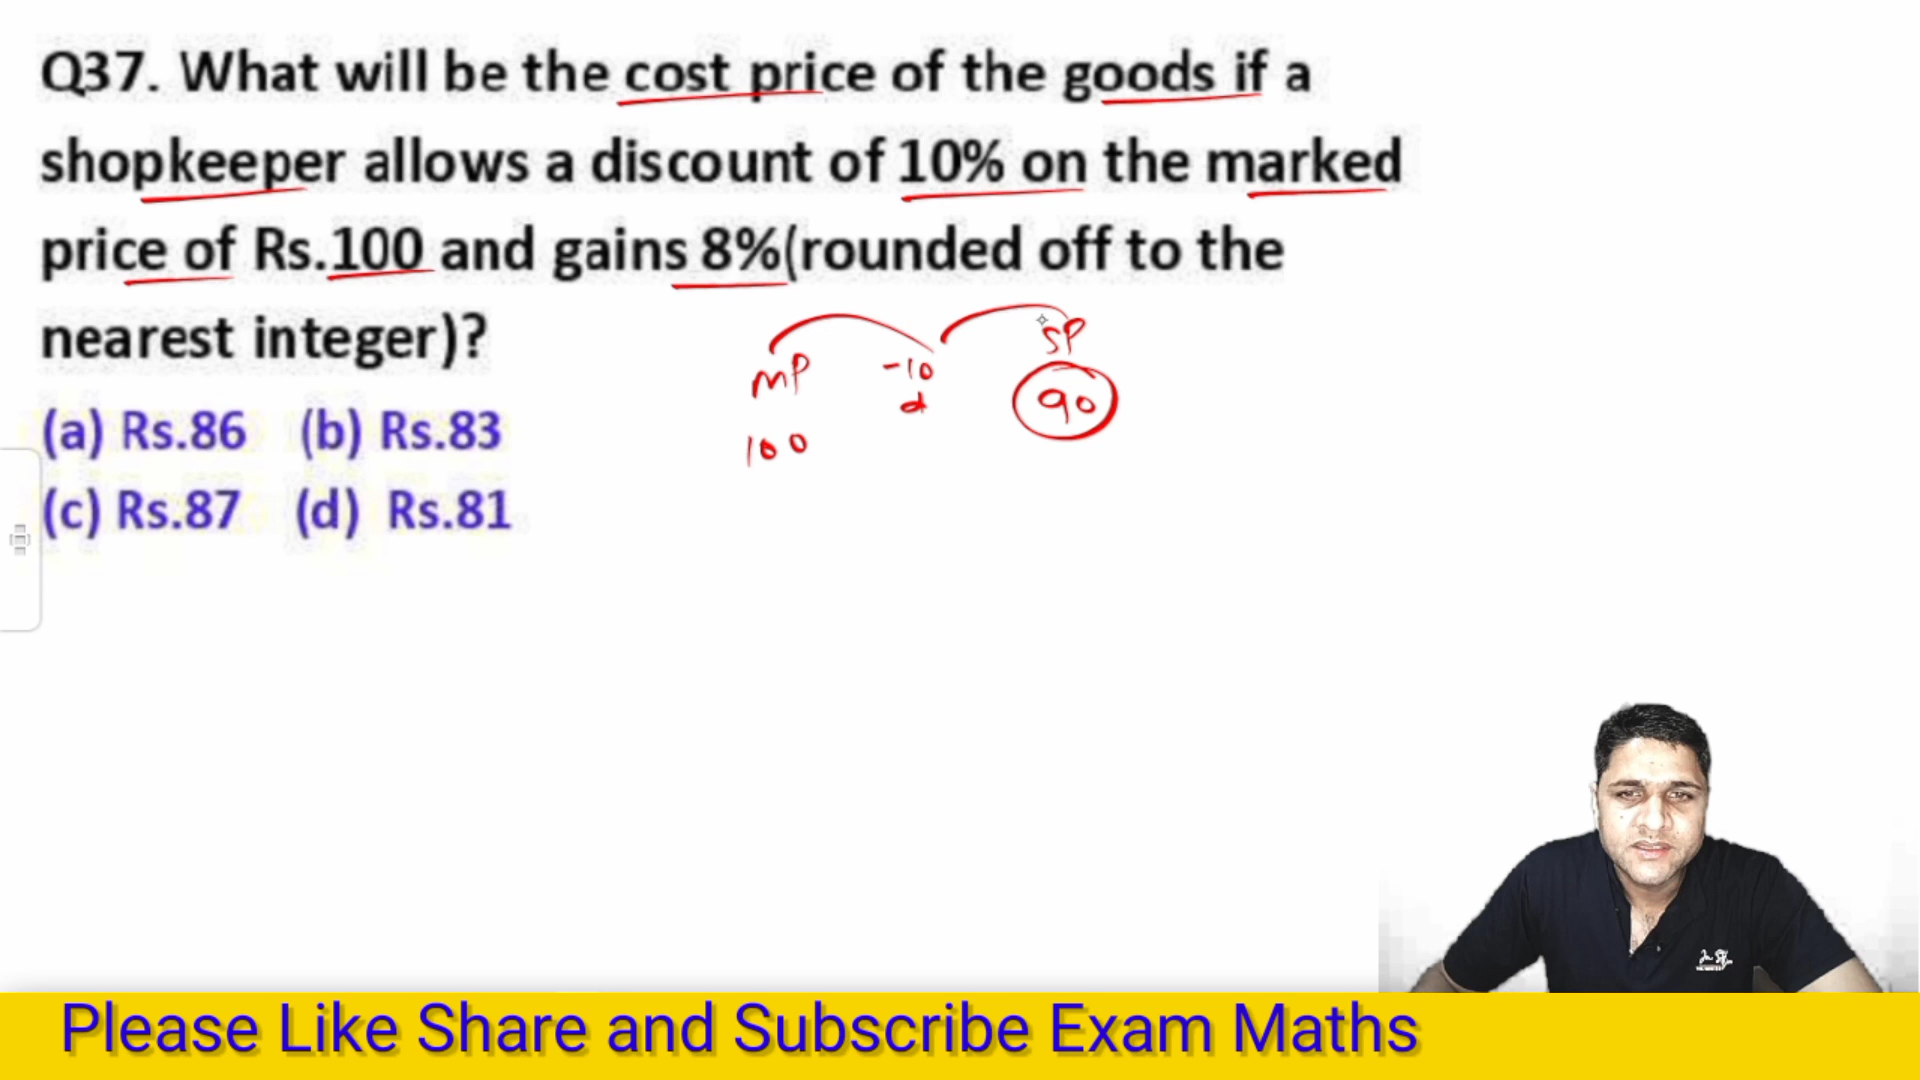 Q37. What will be the cost price of the goods if a
shopkeeper allows a discount of 10% on the marked
price of Rs.100 and gains 8%(rounded off to the
nearest integer)?
(a) Rs.86 (b) Rs.83
(c) Rs.87 (d) Rs.81
MP -10 SP
d 90
100
Please Like Share and Subscribe Exam Maths